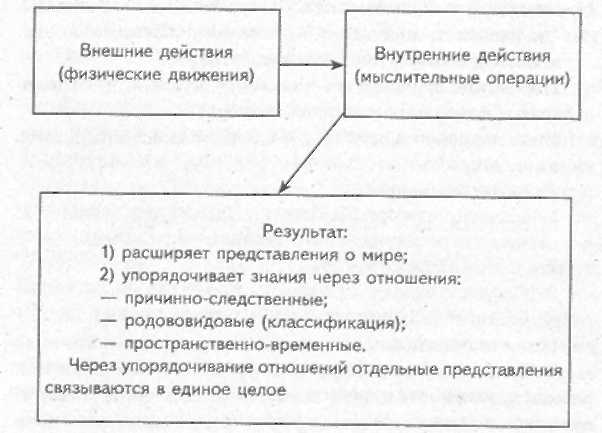 Внешние действия
(физические движения)
Внутренние действия
(мыслительные операции)
Результат:
1) расширяет представления о мире;
2) упорядочивает знания через отношения:
— причинно-следственные;
— родововидовые (классификация);
— пространственно-временные.
Через упорядочивание отношений отдельные представления
связываются в единое целое